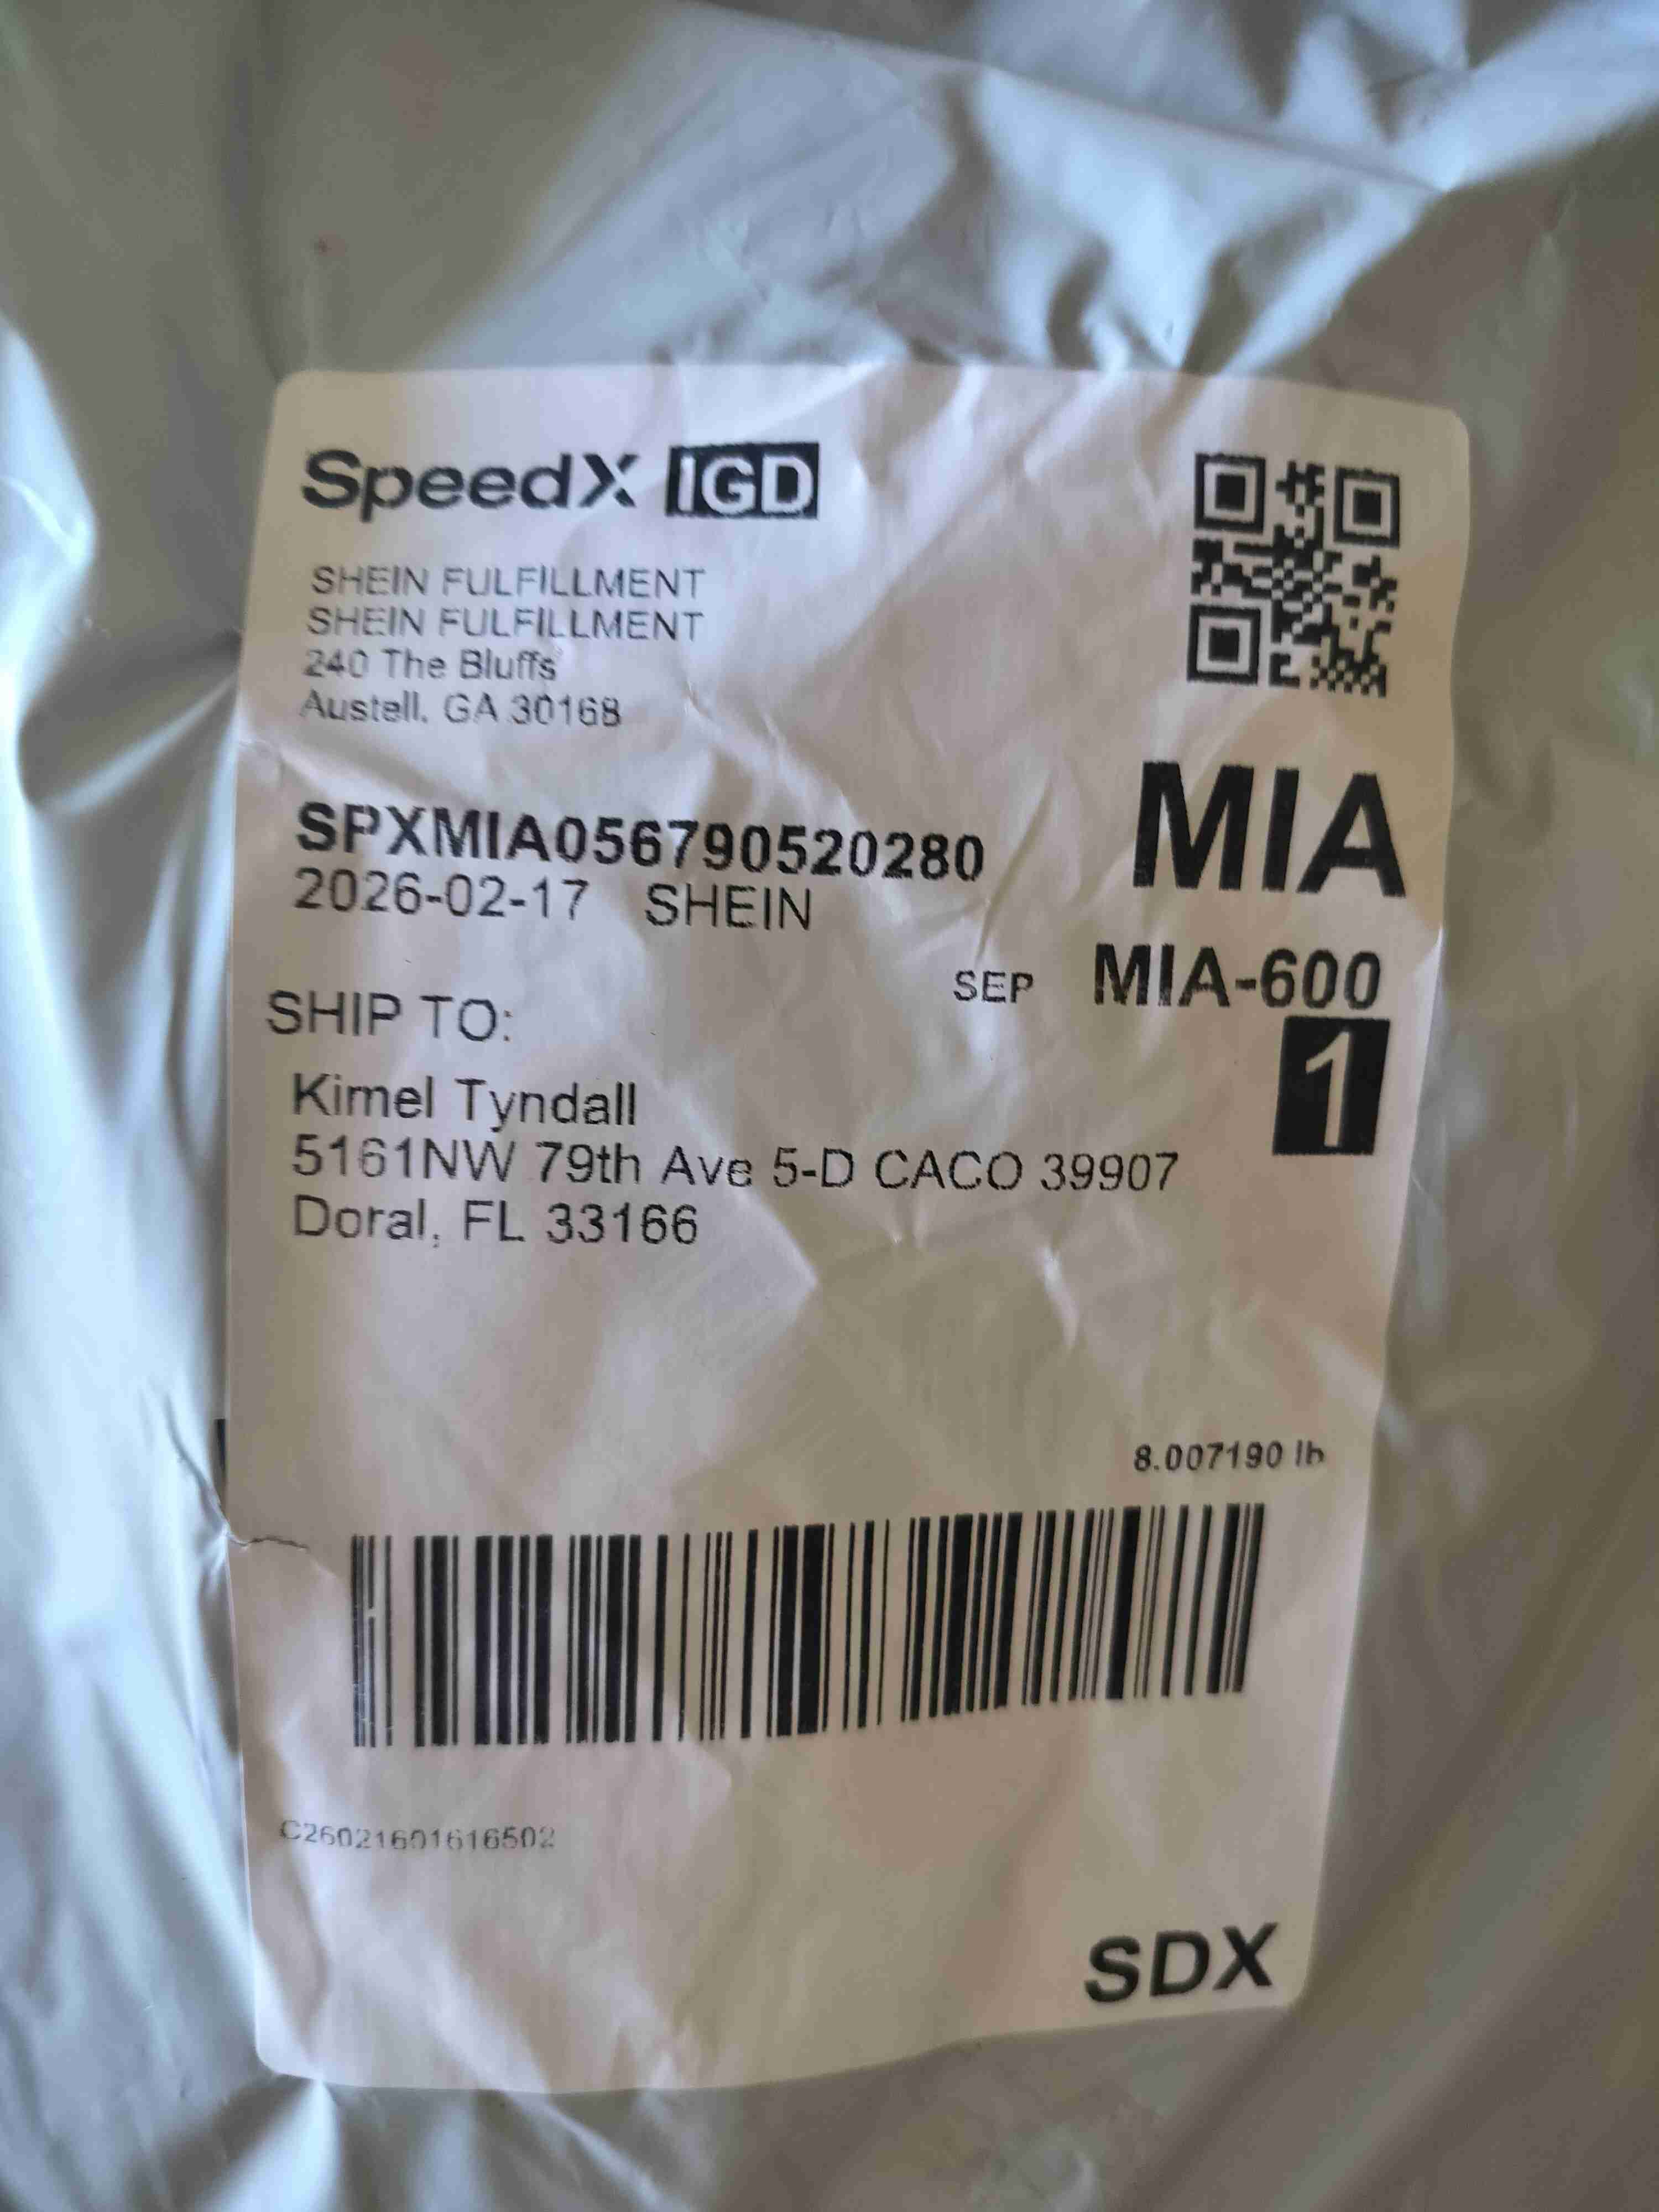 SpeedX IGD
SHEIN FULFILLMENT
SHEIN FULFILLMENT
240 The Bluffs
Austell, GA 30168
MIA
SPXMIA056790520280
2026-02-17 SHEIN
SEP MIA-600
1
SHIP TO:
Kimel Tyndall
5161NW 79th Ave 5-D CACO 39907
Doral, FL 33166
8.007190 lb
C26021601616502
SDX